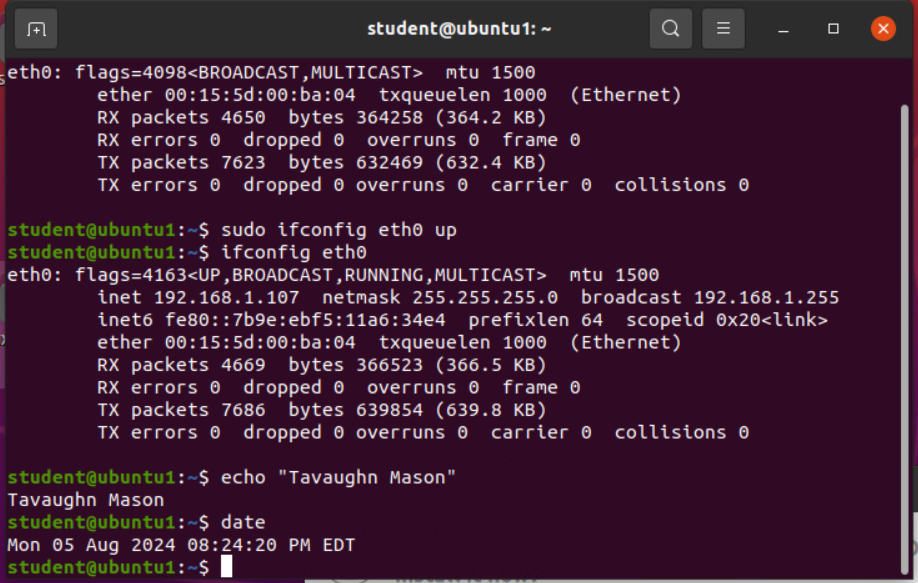 student@ubuntu1: ~
eth0: flags=4098<BROADCAST,MULTICAST>  mtu 1500
        ether 00:15:5d:00:ba:04  txqueuelen 1000  (Ethernet)
        RX packets 4650  bytes 364258 (364.2 KB)
        RX errors 0  dropped 0  overruns 0  frame 0
        TX packets 7623  bytes 632469 (632.4 KB)
        TX errors 0  dropped 0 overruns 0  carrier 0  collisions 0
student@ubuntu1:~$ sudo ifconfig eth0 up
student@ubuntu1:~$ ifconfig eth0
eth0: flags=4163<UP,BROADCAST,RUNNING,MULTICAST>  mtu 1500
        inet 192.168.1.107  netmask 255.255.255.0  broadcast 192.168.1.255
        inet6 fe80::7b9e:ebf5:11a6:34e4  prefixlen 64  scopeid 0x20<link>
        ether 00:15:5d:00:ba:04  txqueuelen 1000  (Ethernet)
        RX packets 4669  bytes 366523 (366.5 KB)
        RX errors 0  dropped 0  overruns 0  frame 0
        TX packets 7686  bytes 639854 (639.8 KB)
        TX errors 0  dropped 0 overruns 0  carrier 0  collisions 0
student@ubuntu1:~$ echo "Tavaughn Mason"
Tavaughn Mason
student@ubuntu1:~$ date
Mon 05 Aug 2024 08:24:20 PM EDT
student@ubuntu1:~$